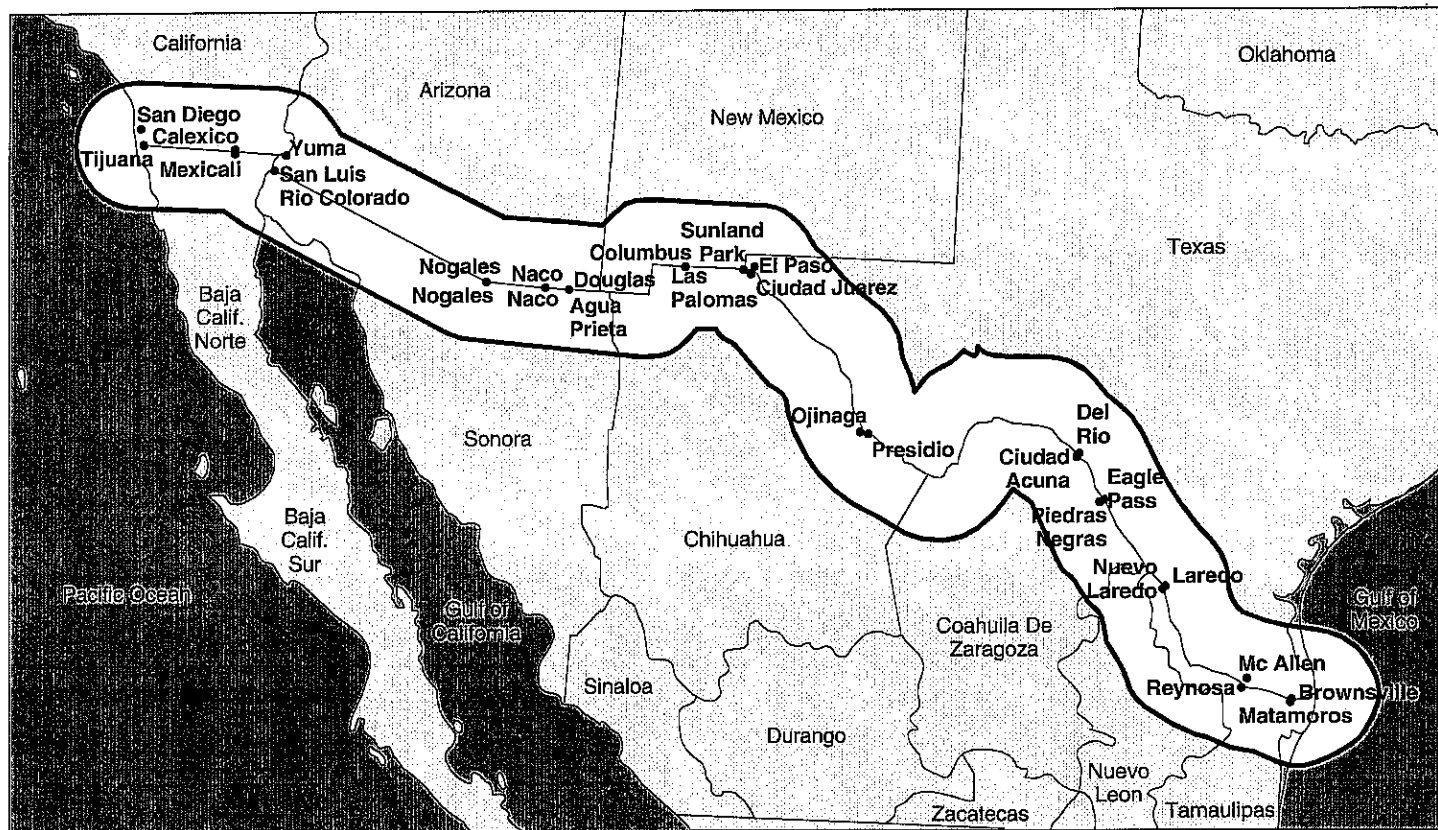 California
Arizona
New Mexico
Oklahoma
Texas
San Diego
Calexico
Tijuana
Mexicali
Yuma
San Luis
Rio Colorado
Nogales
Nogales
Naco
Naco
Douglas
Agua
Prieta
Columbus
Las
Palomas
Sunland
Park
El Paso
Ciudad Juarez
Baja
Calif.
Norte
Sonora
Ojinaga
Presidio
Del
Rio
Ciudad
Acuna
Eagle
Pass
Piedras
Negras
Baja
Calif.
Sur
Chihuahua
Nuevo
Laredo
Laredo
Pacific Ocean
Gulf of
California
Gulf of
Mexico
Coahuila De
Zaragoza
Mc Allen
Reynosa
Brownsville
Matamoros
Sinaloa
Durango
Nuevo
Leon
Zacatecas
Tamaulipas